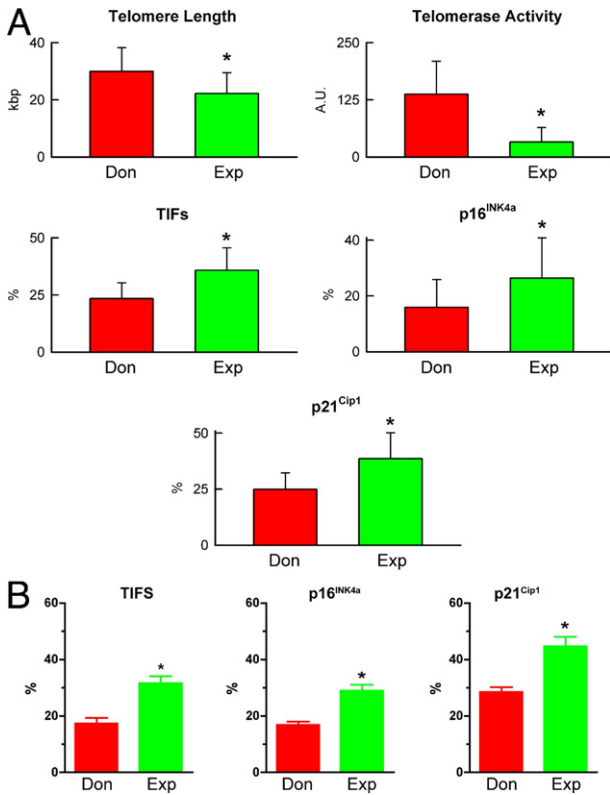 A
Telomere Length
kbp
40
20
0
*
Don Exp
Telomerase Activity
A.U.
250
125
0
*
Don Exp
TIFs
%
50
25
0
*
Don Exp
p16INK4a
%
40
20
0
*
Don Exp
p21Cip1
%
50
25
0
*
Don Exp
B
TIFS
%
60
40
20
0
*
Don Exp
p16INK4a
%
60
40
20
0
*
Don Exp
p21Cip1
%
60
40
20
0
*
Don Exp